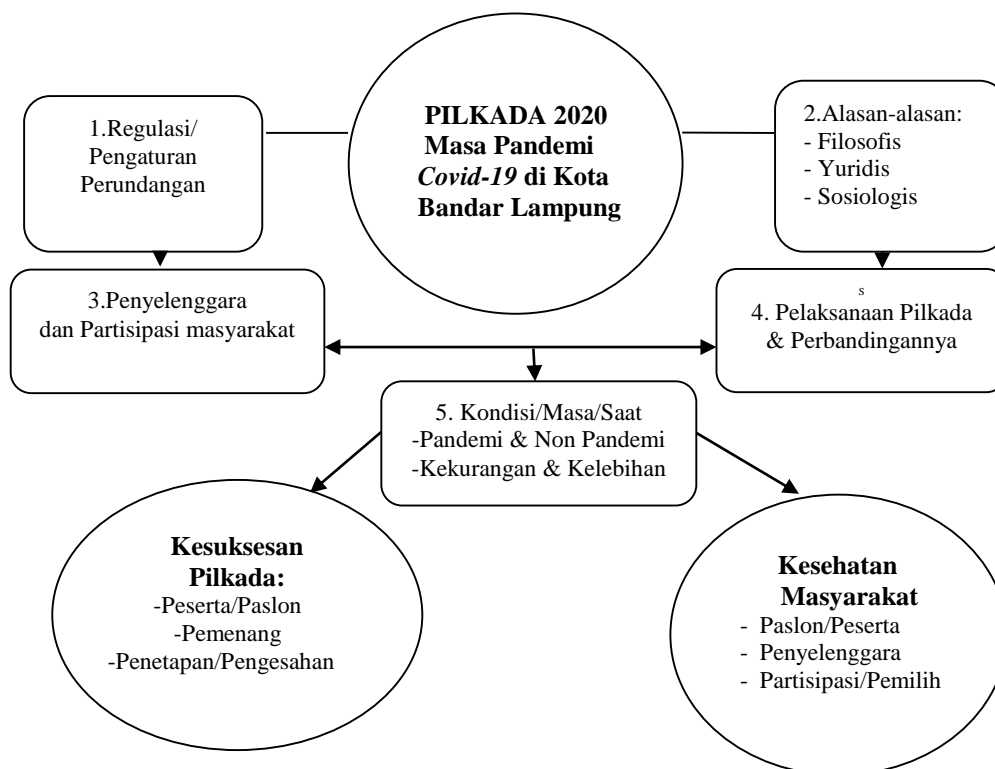 PILKADA 2020
Masa Pandemi
Covid-19 di Kota
Bandar Lampung
1.Regulasi/
Pengaturan
Perundangan
2.Alasan-alasan:
- Filosofis
- Yuridis
- Sosiologis
3.Penyelenggara
dan Partisipasi masyarakat
s
4. Pelaksanaan Pilkada
& Perbandingannya
5. Kondisi/Masa/Saat
-Pandemi & Non Pandemi
-Kekurangan & Kelebihan
Kesuksesan
Pilkada:
-Peserta/Paslon
-Pemenang
-Penetapan/Pengesahan
Kesehatan
Masyarakat
- Paslon/Peserta
- Penyelenggara
- Partisipasi/Pemilih